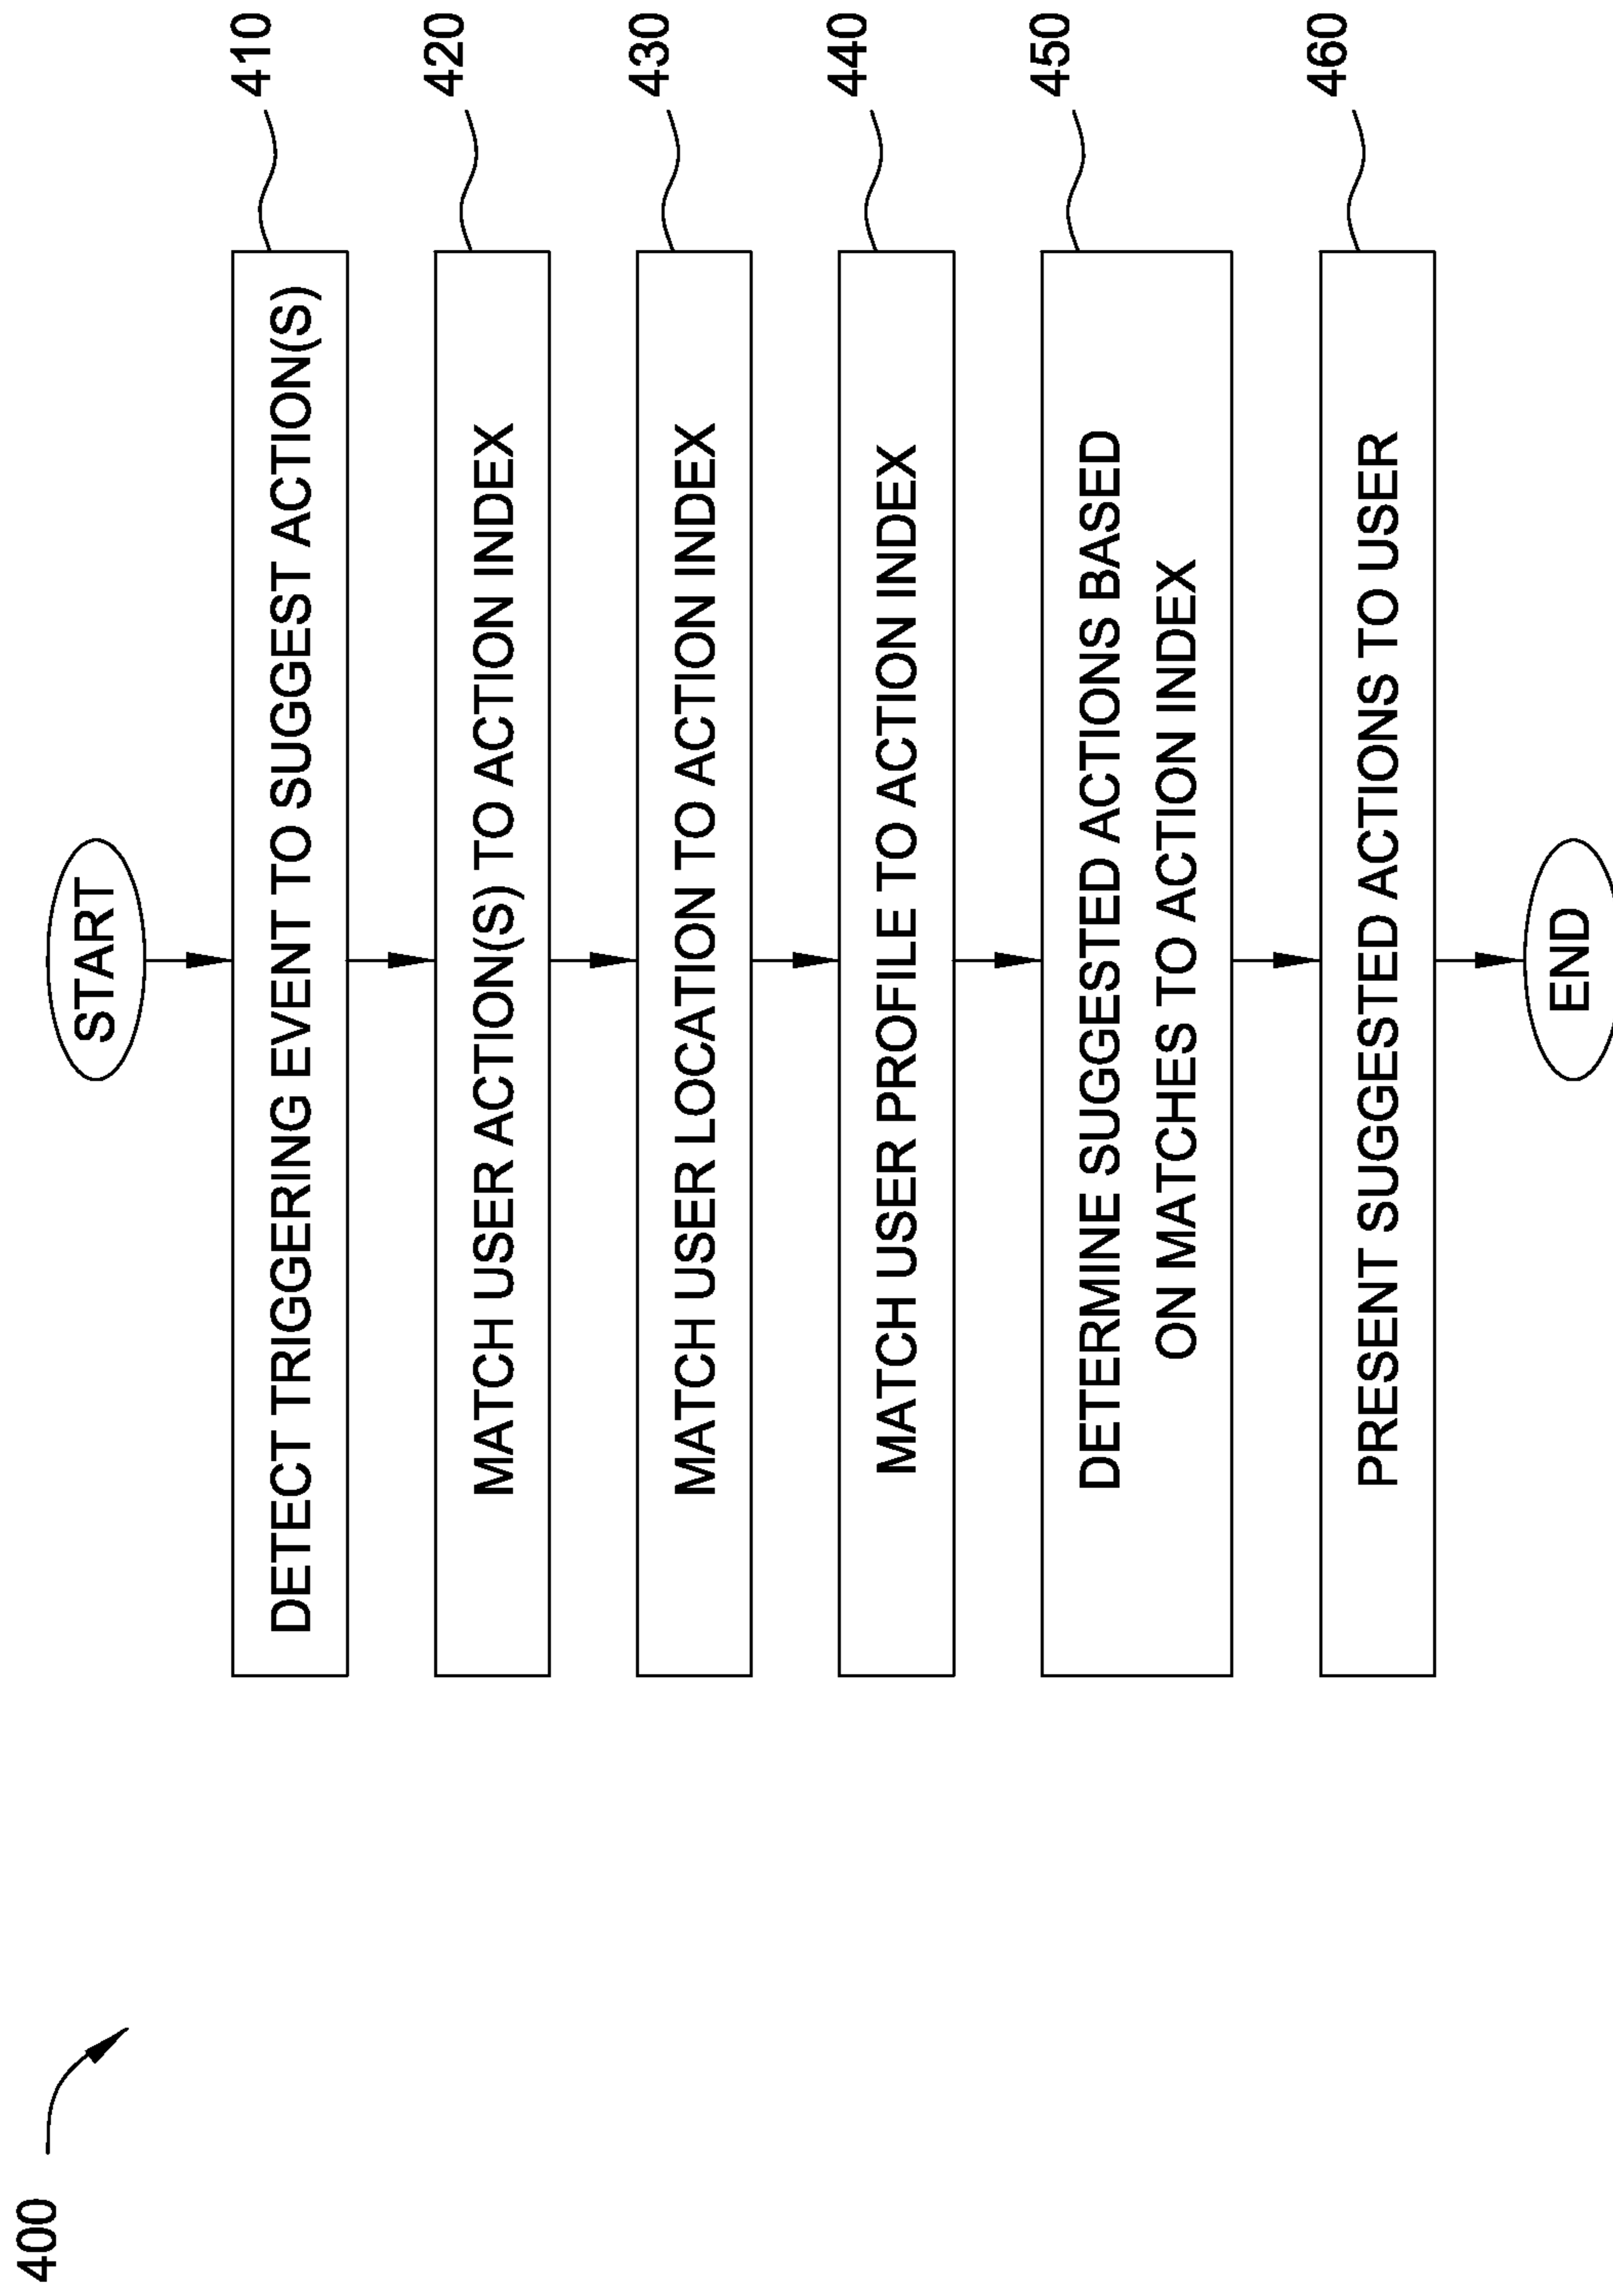 400
START
DETECT TRIGGERING EVENT TO SUGGEST ACTION(S)
410
MATCH USER ACTION(S) TO ACTION INDEX
420
MATCH USER LOCATION TO ACTION INDEX
430
MATCH USER PROFILE TO ACTION INDEX
440
DETERMINE SUGGESTED ACTIONS BASED
ON MATCHES TO ACTION INDEX
450
PRESENT SUGGESTED ACTIONS TO USER
460
END